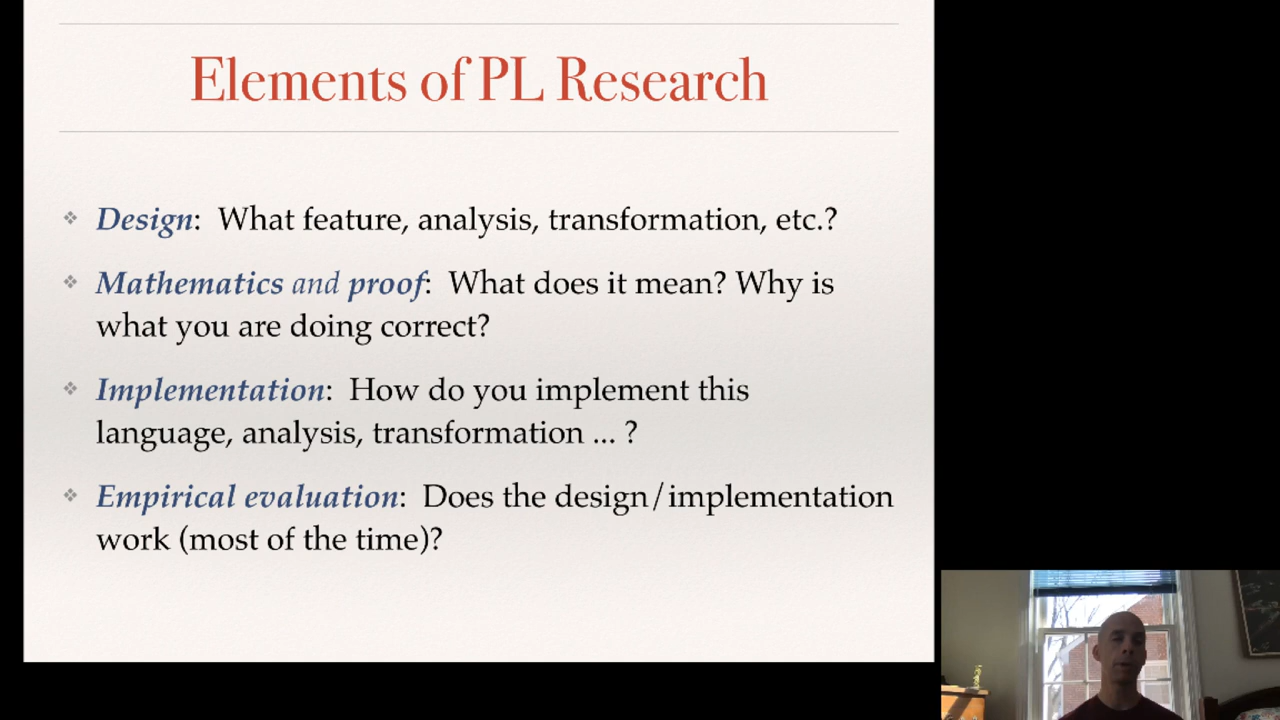 Elements of PL Research
Design: What feature, analysis, transformation, etc.?
Mathematics and proof: What does it mean? Why is
what you are doing correct?
Implementation: How do you implement this
language, analysis, transformation ... ?
Empirical evaluation: Does the design/implementation
work (most of the time)?